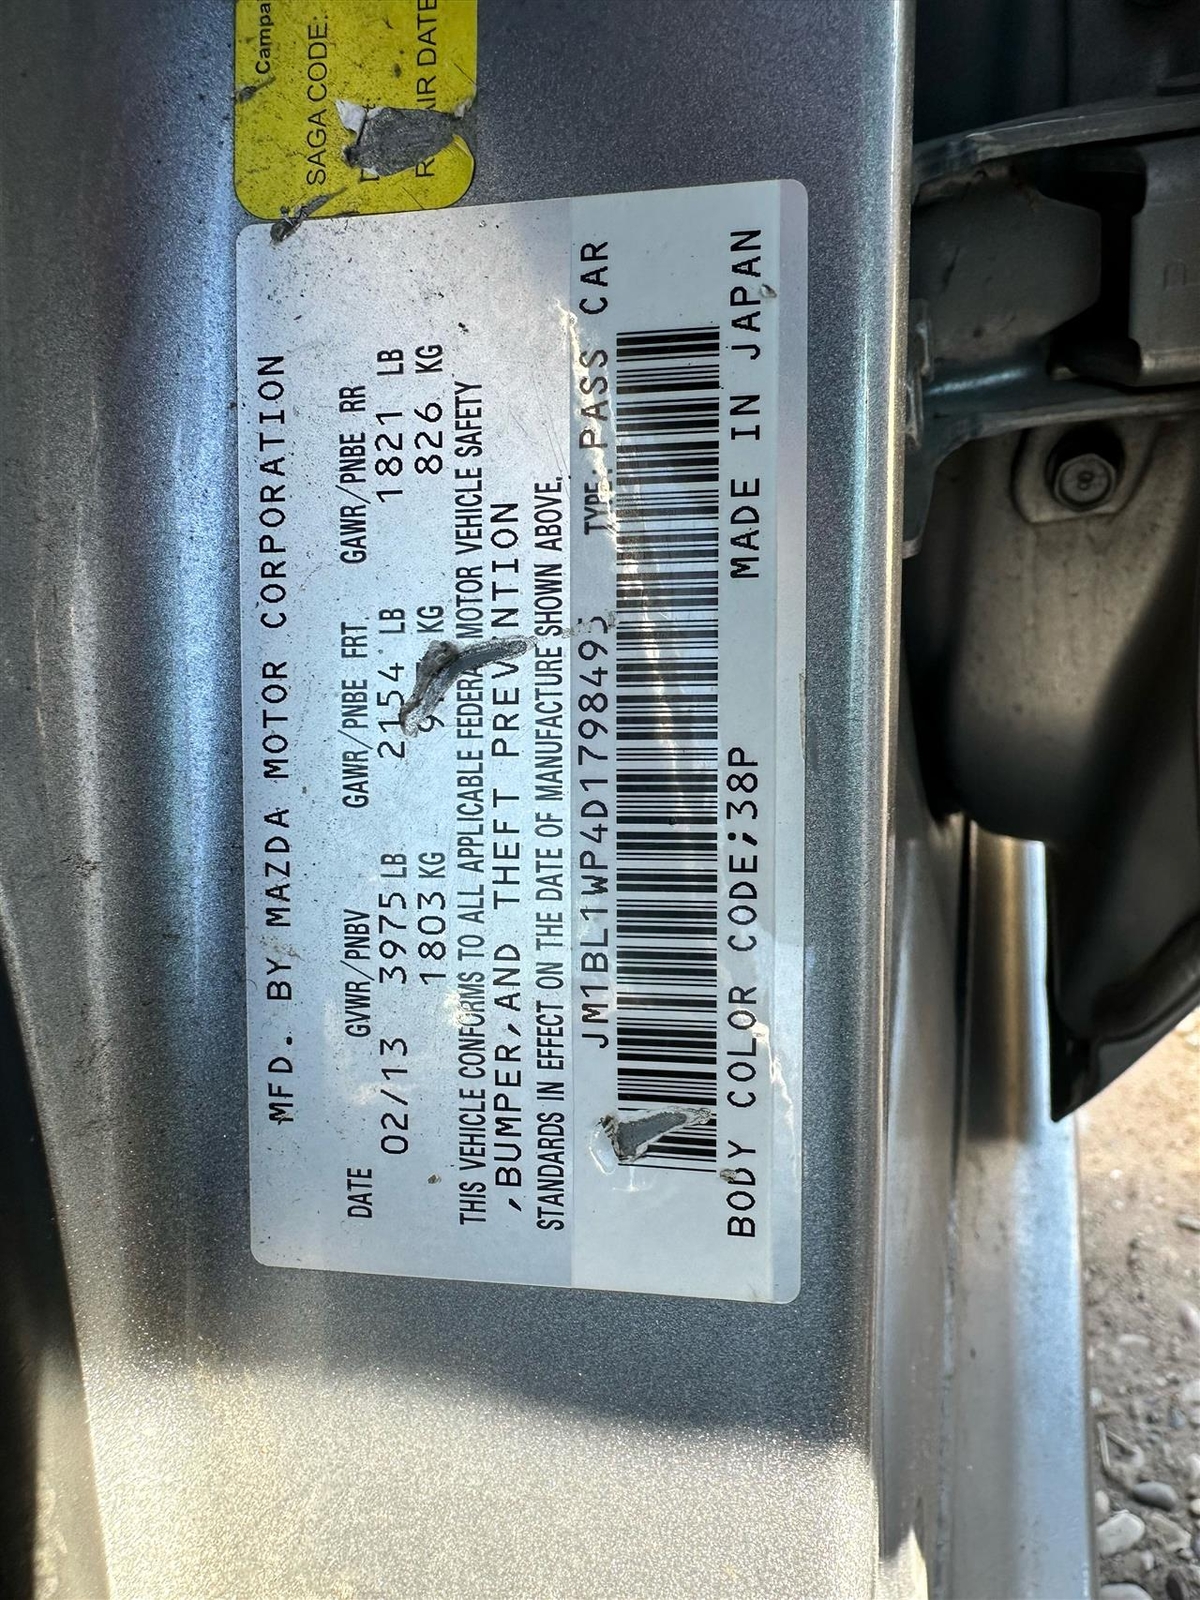 Campa
SAGA CODE:
IR DATE
MFD. BY MAZDA MOTOR CORPORATION
DATE GVWR/PNBV GAWR/PNBE FRT. GAWR/PNBE RR
02/13 3975 LB 2154 LB 1821 LB
1803 KG KG 826 KG
THIS VEHICLE CONFORMS TO ALL APPLICABLE FEDERAL MOTOR VEHICLE SAFETY
,BUMPER,AND THEFT PREVENTION
STANDARDS IN EFFECT ON THE DATE OF MANUFACTURE SHOWN ABOVE.
JM1BL1WP4D1798493 TYPE: PASS CAR
BODY COLOR CODE;38P MADE IN JAPAN